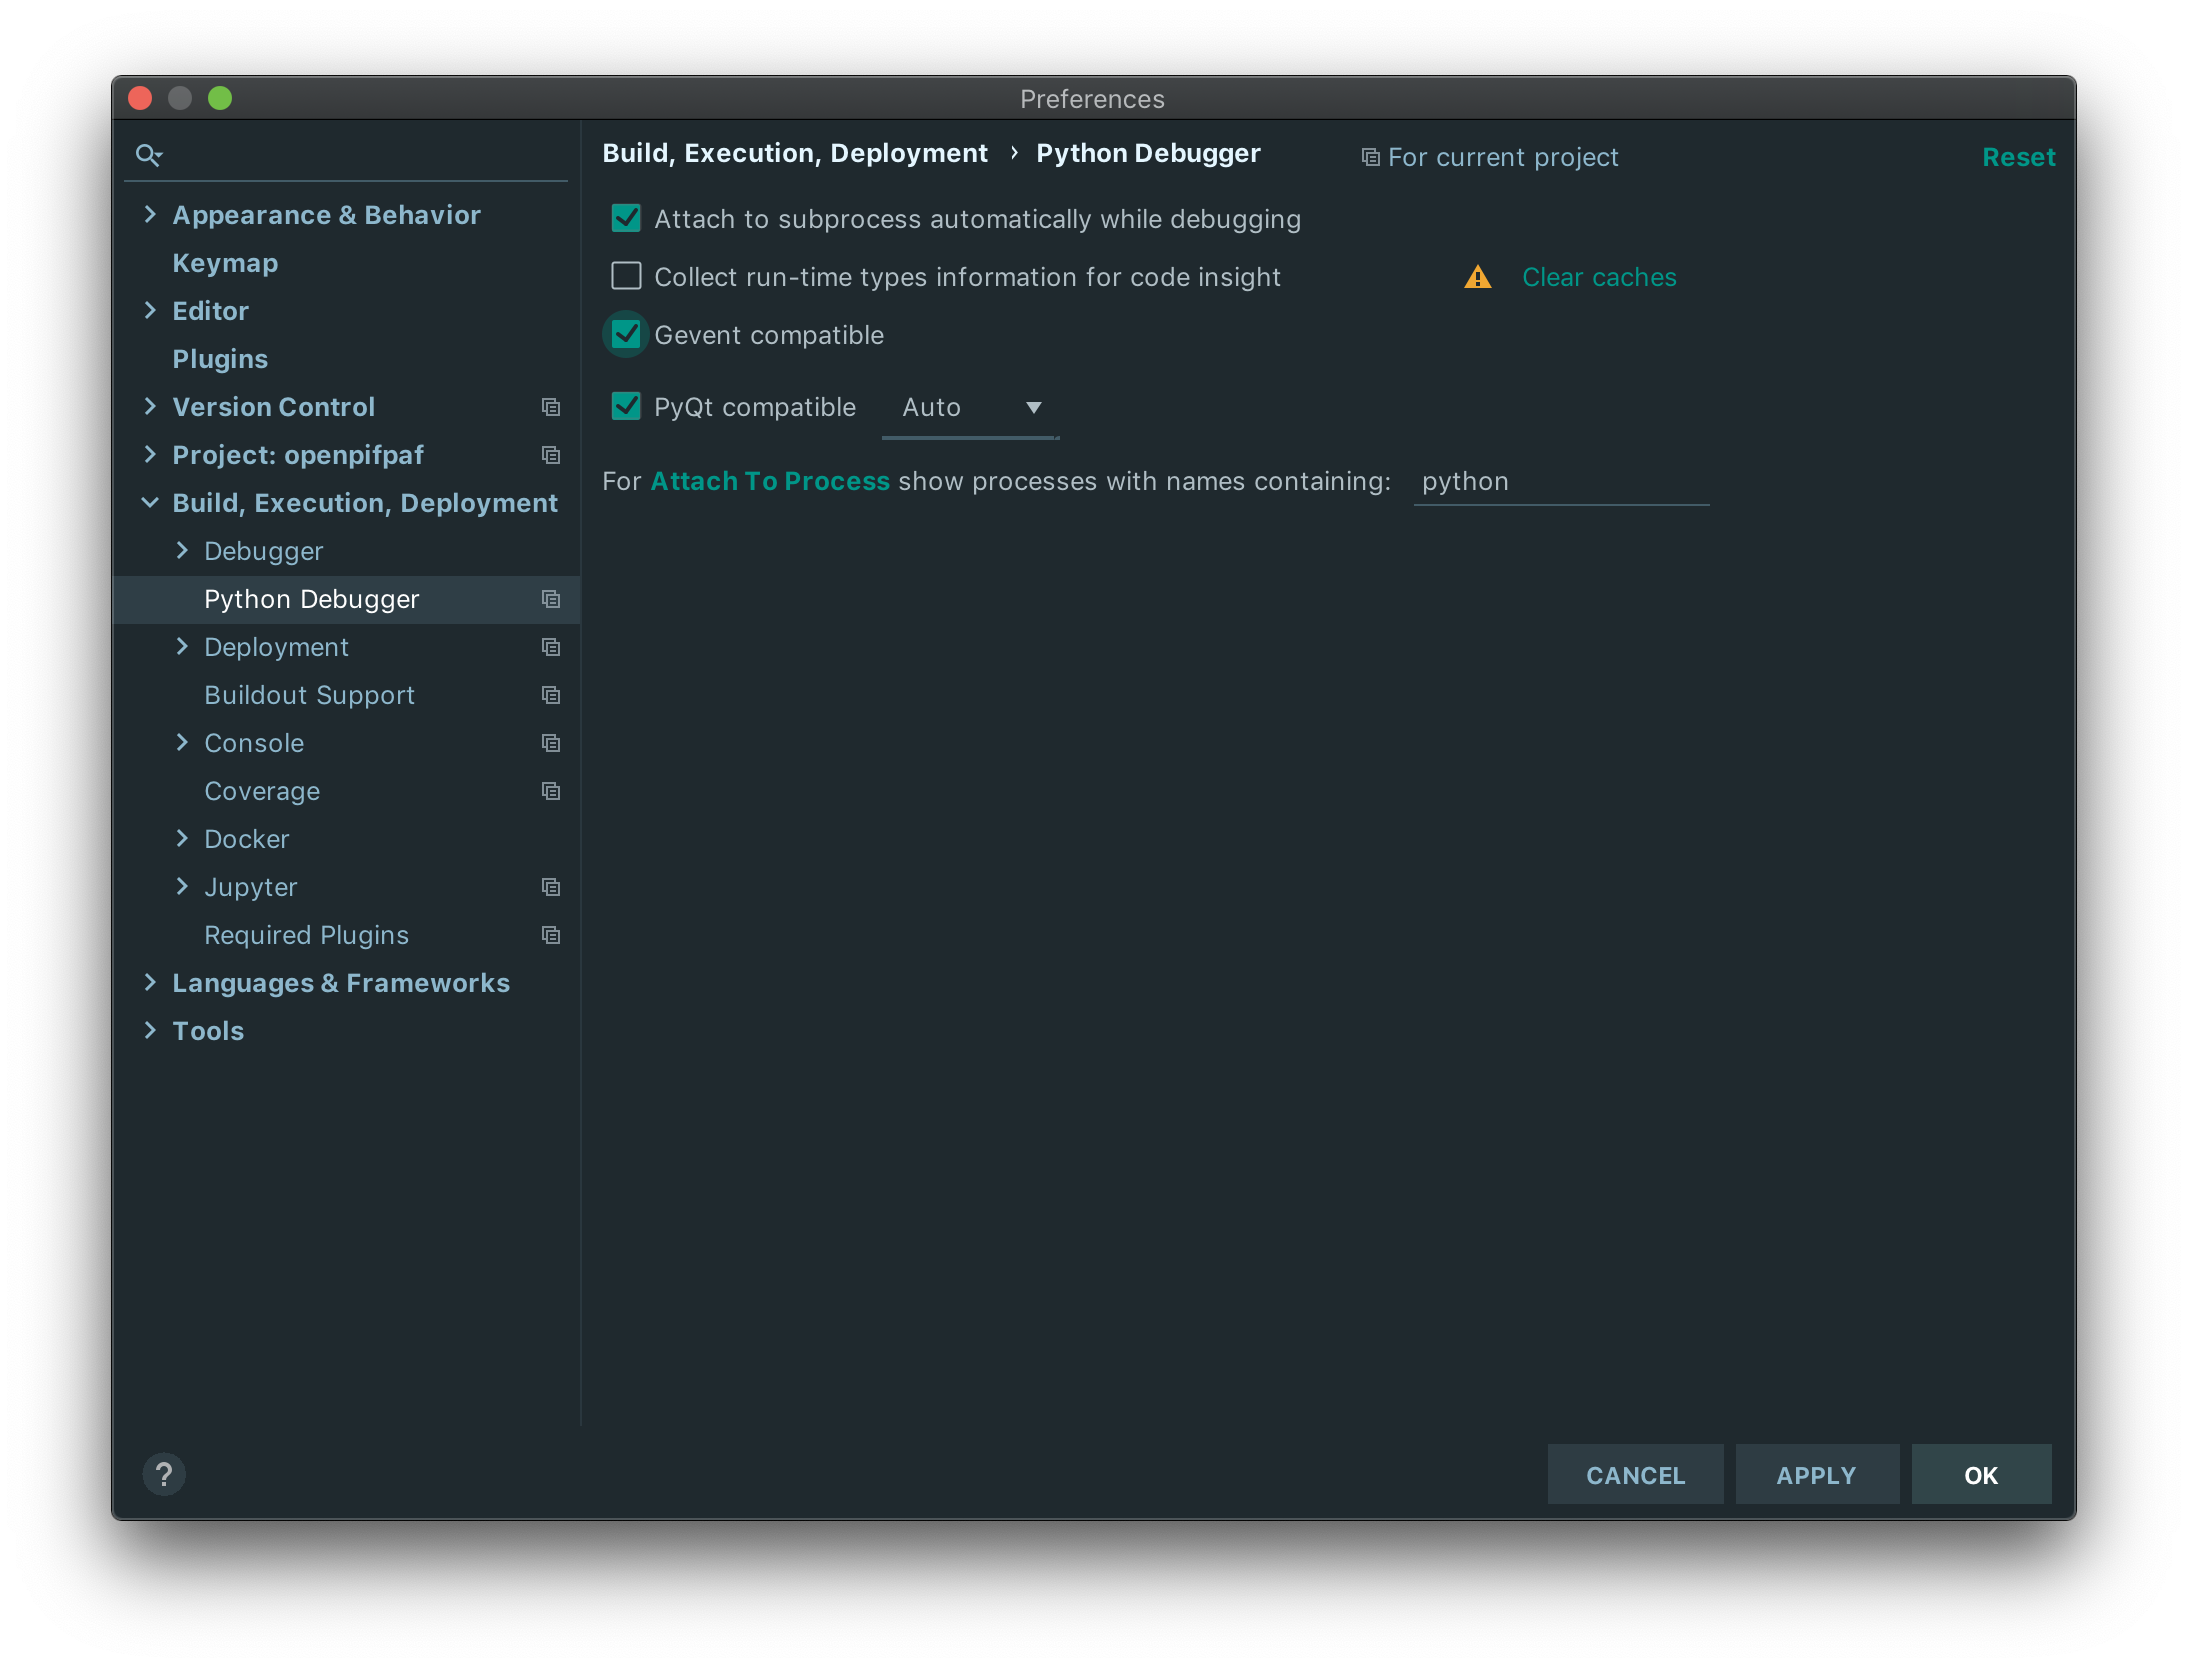 Preferences
Build, Execution, Deployment › Python Debugger For current project Reset
Appearance & Behavior
Keymap
Editor
Plugins
Version Control
Project: openpifpaf
Build, Execution, Deployment
Debugger
Python Debugger
Deployment
Buildout Support
Console
Coverage
Docker
Jupyter
Required Plugins
Languages & Frameworks
Tools
Attach to subprocess automatically while debugging
Collect run-time types information for code insight Clear caches
Gevent compatible
PyQt compatible Auto
For Attach To Process show processes with names containing: python
?
CANCEL APPLY OK